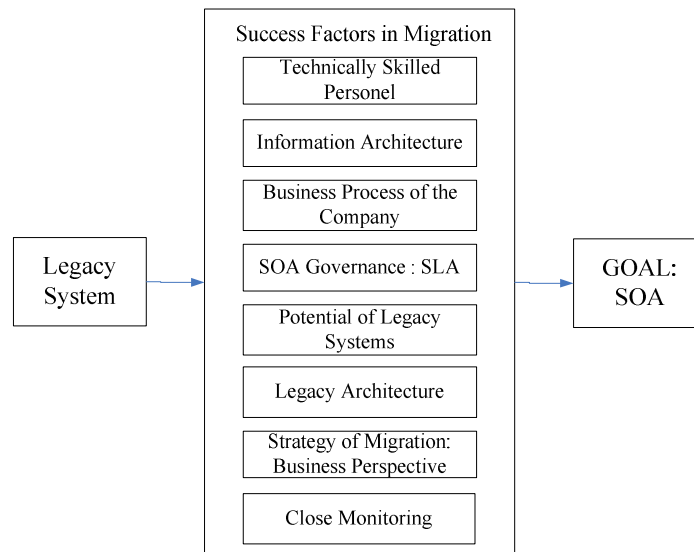 Success Factors in Migration
Technically Skilled
Personel
Information Architecture
Business Process of the
Company
SOA Governance : SLA
Potential of Legacy
Systems
Legacy Architecture
Strategy of Migration:
Business Perspective
Close Monitoring
Legacy
System
GOAL:
SOA